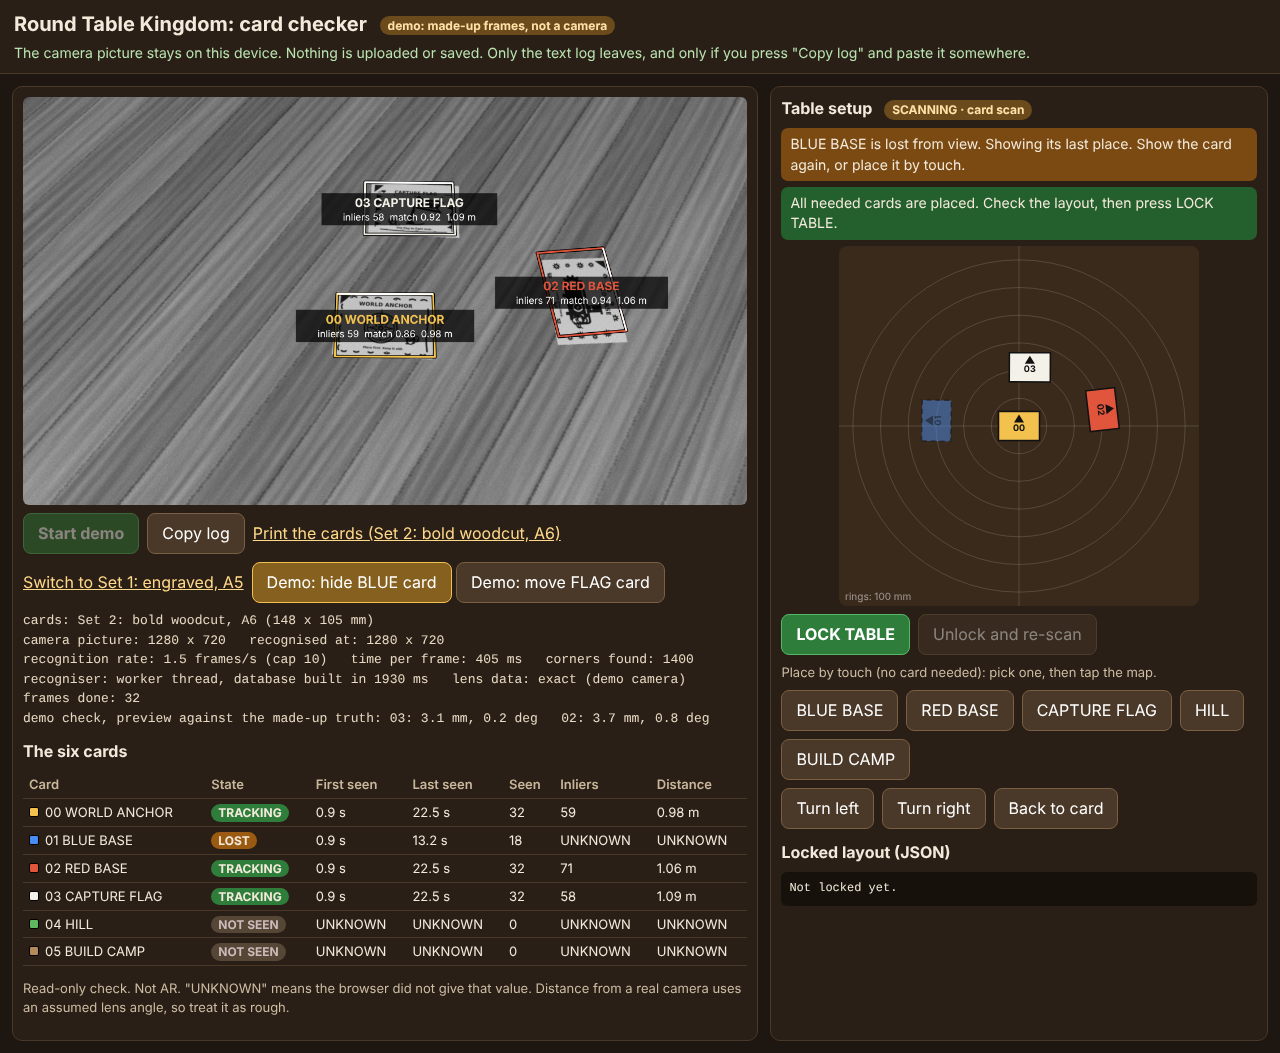 Round Table Kingdom: card checker demo: made-up frames, not a camera
The camera picture stays on this device. Nothing is uploaded or saved. Only the text log leaves, and only if you press "Copy log" and paste it somewhere.
CAPTURE FLAG
03 CAPTURE FLAG
inliers 58 match 0.92 1.09 m
02 RED BASE
inliers 71 match 0.94 1.06 m
WORLD ANCHOR
00 WORLD ANCHOR
inliers 59 match 0.86 0.98 m
Start demo
Copy log
Print the cards (Set 2: bold woodcut, A6)
Switch to Set 1: engraved, A5
Demo: hide BLUE card
Demo: move FLAG card
cards: Set 2: bold woodcut, A6 (148 x 105 mm)
camera picture: 1280 x 720 recognised at: 1280 x 720
recognition rate: 1.5 frames/s (cap 10) time per frame: 405 ms corners found: 1400
recogniser: worker thread, database built in 1930 ms lens data: exact (demo camera)
frames done: 32
demo check, preview against the made-up truth: 03: 3.1 mm, 0.2 deg 02: 3.7 mm, 0.8 deg
The six cards
Card State First seen Last seen Seen Inliers Distance
00 WORLD ANCHOR TRACKING 0.9 s 22.5 s 32 59 0.98 m
01 BLUE BASE LOST 0.9 s 13.2 s 18 UNKNOWN UNKNOWN
02 RED BASE TRACKING 0.9 s 22.5 s 32 71 1.06 m
03 CAPTURE FLAG TRACKING 0.9 s 22.5 s 32 58 1.09 m
04 HILL NOT SEEN UNKNOWN UNKNOWN 0 UNKNOWN UNKNOWN
05 BUILD CAMP NOT SEEN UNKNOWN UNKNOWN 0 UNKNOWN UNKNOWN
Read-only check. Not AR. "UNKNOWN" means the browser did not give that value. Distance from a real camera uses
an assumed lens angle, so treat it as rough.
Table setup SCANNING · card scan
BLUE BASE is lost from view. Showing its last place. Show the card
again, or place it by touch.
All needed cards are placed. Check the layout, then press LOCK
TABLE.
03
01
02
00
rings: 100 mm
LOCK TABLE
Unlock and re-scan
Place by touch (no card needed): pick one, then tap the map.
BLUE BASE
RED BASE
CAPTURE FLAG
HILL
BUILD CAMP
Turn left
Turn right
Back to card
Locked layout (JSON)
Not locked yet.